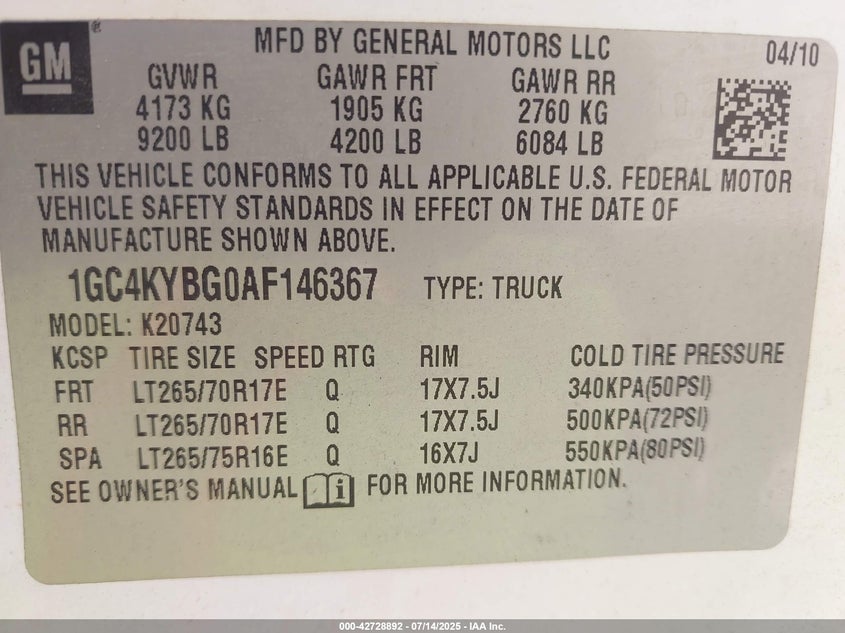 GM ®
MFD BY GENERAL MOTORS LLC 04/10
GVWR GAWR FRT GAWR RR
4173 KG 1905 KG 2760 KG
9200 LB 4200 LB 6084 LB
THIS VEHICLE CONFORMS TO ALL APPLICABLE U.S. FEDERAL MOTOR
VEHICLE SAFETY STANDARDS IN EFFECT ON THE DATE OF
MANUFACTURE SHOWN ABOVE.
1GC4KYBG0AF146367 TYPE: TRUCK
MODEL: K20743
KCSP TIRE SIZE SPEED RTG RIM COLD TIRE PRESSURE
FRT LT265/70R17E Q 17X7.5J 340KPA(50PSI)
RR LT265/70R17E Q 17X7.5J 500KPA(72PSI)
SPA LT265/75R16E Q 16X7J 550KPA(80PSI)
SEE OWNER'S MANUAL i FOR MORE INFORMATION.
000-42728892 - 07/14/2025 - IAA Inc.